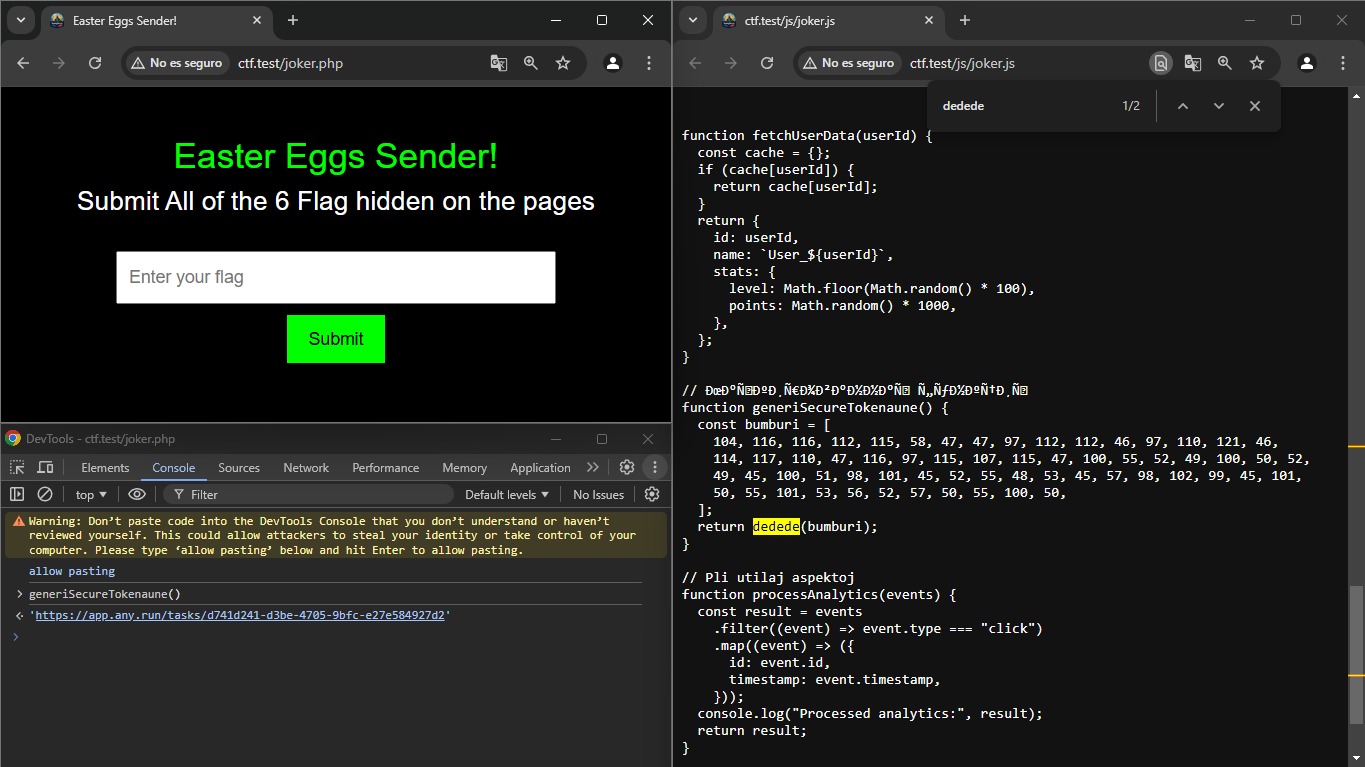 Easter Eggs Sender!
No es seguro
ctf.test/joker.php
Easter Eggs Sender!
Submit All of the 6 Flag hidden on the pages
Enter your flag
Submit
DevTools - ctf.test/joker.php
Elements Console Sources Network Performance Memory Application
top Filter Default levels No Issues
Warning: Don’t paste code into the DevTools Console that you don’t understand or haven’t
reviewed yourself. This could allow attackers to steal your identity or take control of your
computer. Please type ‘allow pasting’ below and hit Enter to allow pasting.
allow pasting
generiSecureTokenaune()
'https://app.any.run/tasks/d741d241-d3be-4705-9bfc-e27e584927d2'
ctf.test/js/joker.js
No es seguro
ctf.test/js/joker.js
dedede 1/2
function fetchUserData(userId) {
const cache = {};
if (cache[userId]) {
return cache[userId];
}
return {
id: userId,
name: `User_${userId}`,
stats: {
level: Math.floor(Math.random() * 100),
points: Math.random() * 1000,
},
};
}
//
function generiSecureTokenaune() {
const bumburi = [
104, 116, 116, 112, 115, 58, 47, 47, 97, 112, 112, 46, 97, 110, 121, 46,
114, 117, 110, 47, 116, 97, 115, 107, 115, 47, 100, 55, 52, 49, 100, 50, 52,
49, 45, 100, 51, 98, 101, 45, 52, 55, 48, 53, 45, 57, 98, 102, 99, 45, 101,
50, 55, 101, 53, 56, 52, 57, 50, 55, 100, 50,
];
return dedede(bumburi);
}
// Pli utilaj aspektoj
function processAnalytics(events) {
const result = events
.filter((event) => event.type === "click")
.map((event) => ({
id: event.id,
timestamp: event.timestamp,
}));
console.log("Processed analytics:", result);
return result;
}